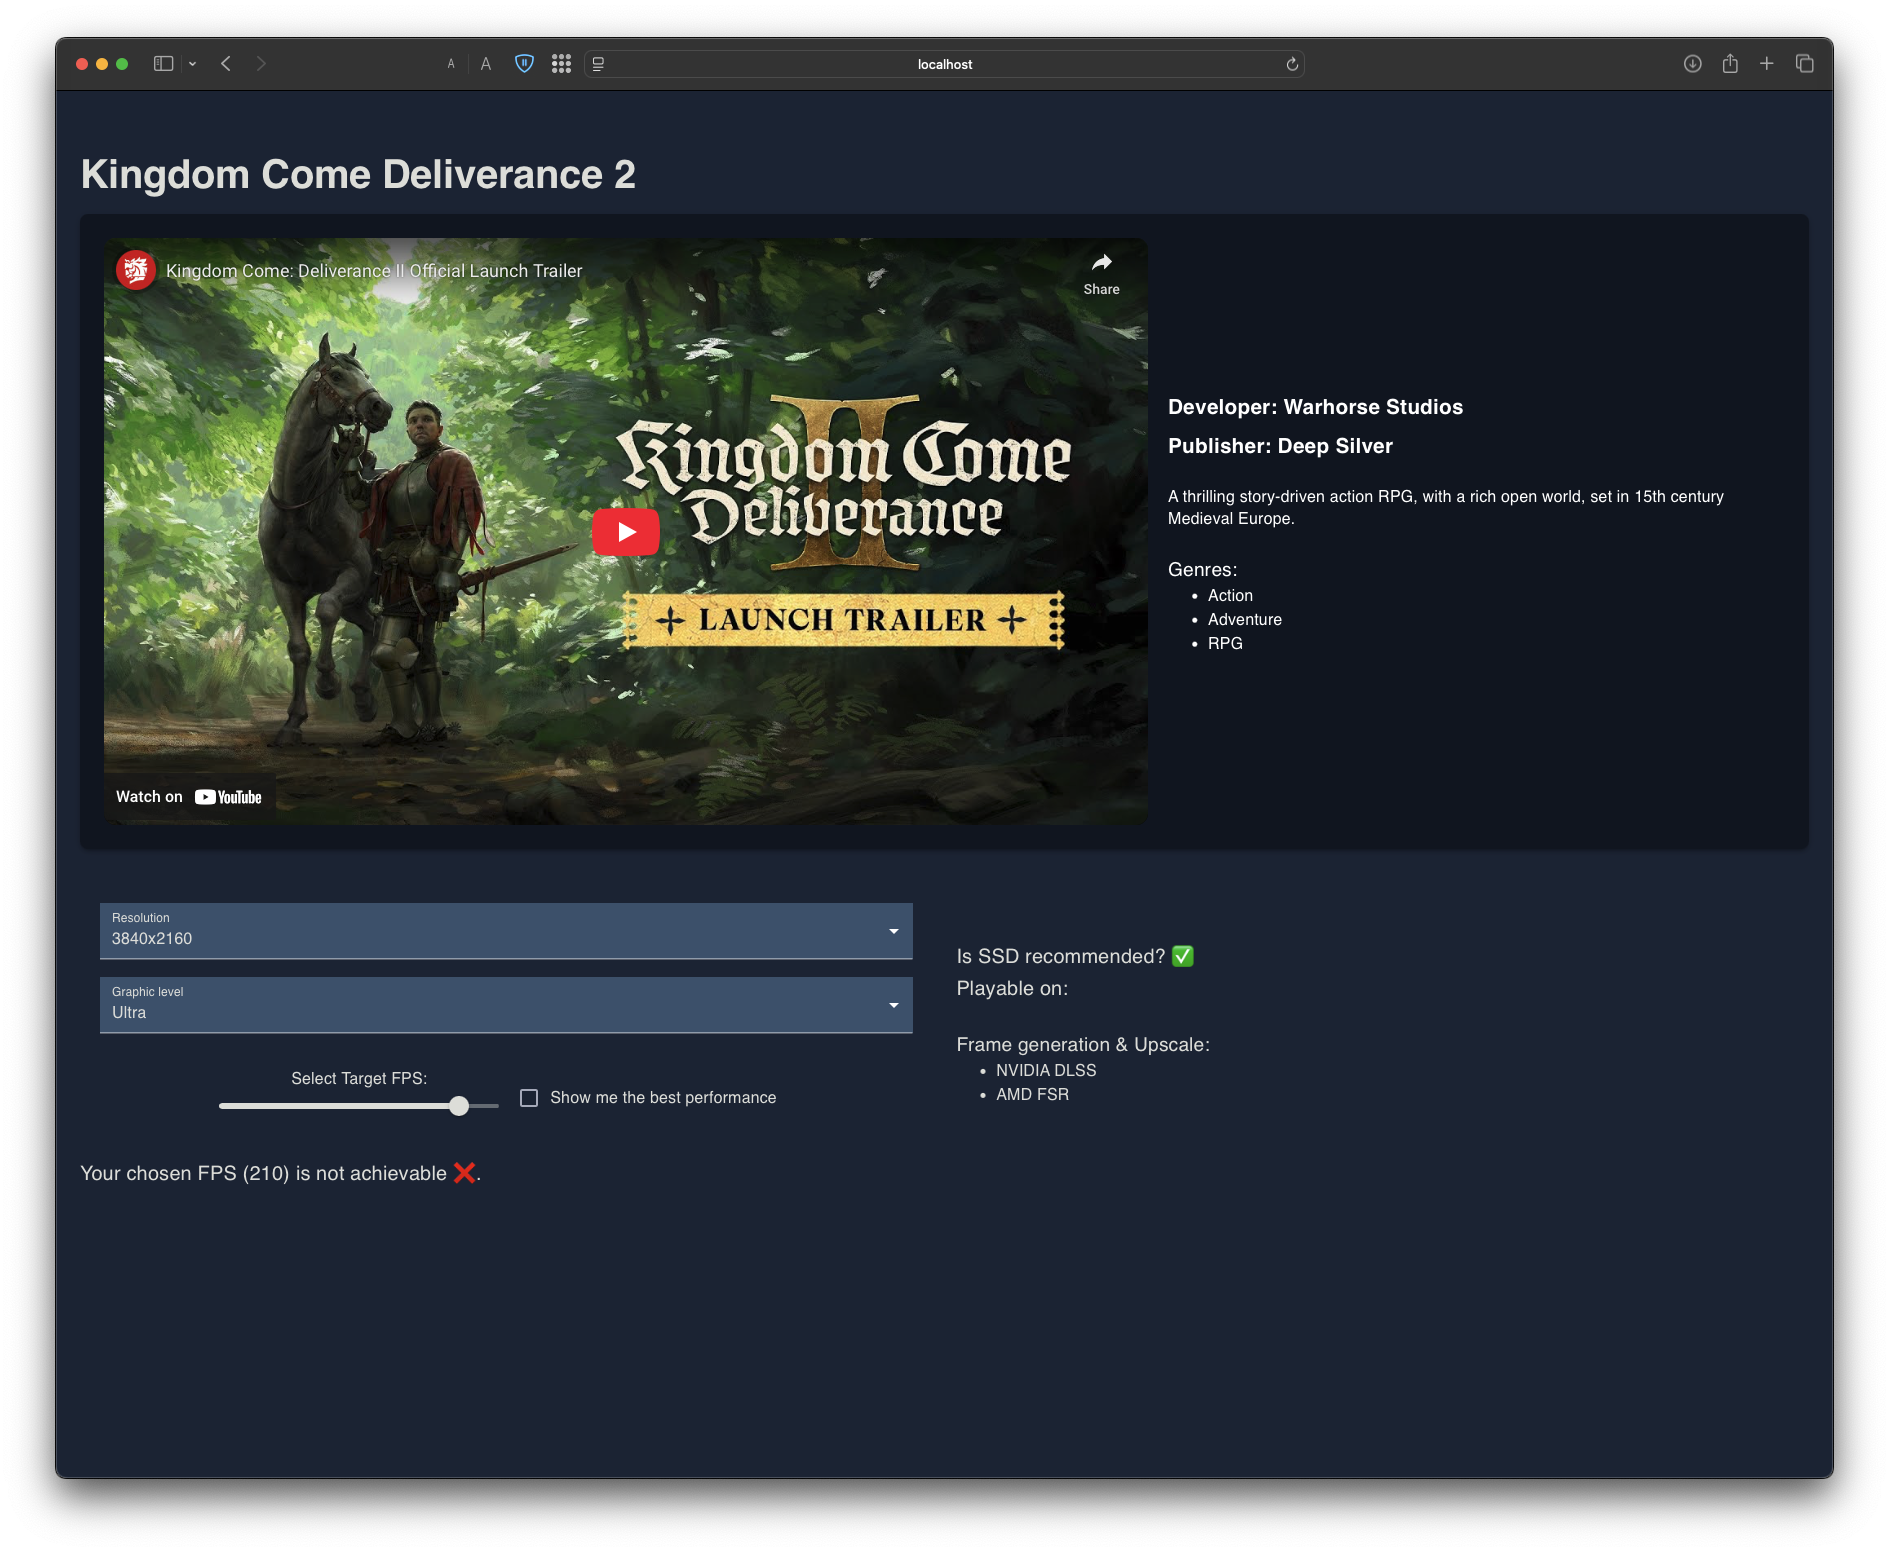 A A localhost
Kingdom Come Deliverance 2
Kingdom Come: Deliverance II Official Launch Trailer
Share
Kingdom Come
II
Deliverance
LAUNCH TRAILER
Watch on YouTube
Developer: Warhorse Studios
Publisher: Deep Silver
A thrilling story-driven action RPG, with a rich open world, set in 15th century
Medieval Europe.
Genres:
• Action
• Adventure
• RPG
Resolution
3840x2160
Graphic level
Ultra
Select Target FPS:
Show me the best performance
Is SSD recommended? ✅
Playable on:
Frame generation & Upscale:
• NVIDIA DLSS
• AMD FSR
Your chosen FPS (210) is not achievable ❌.